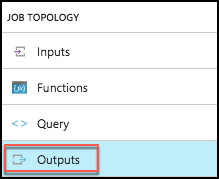 JOB TOPOLOGY
Inputs
Functions
Query
Outputs